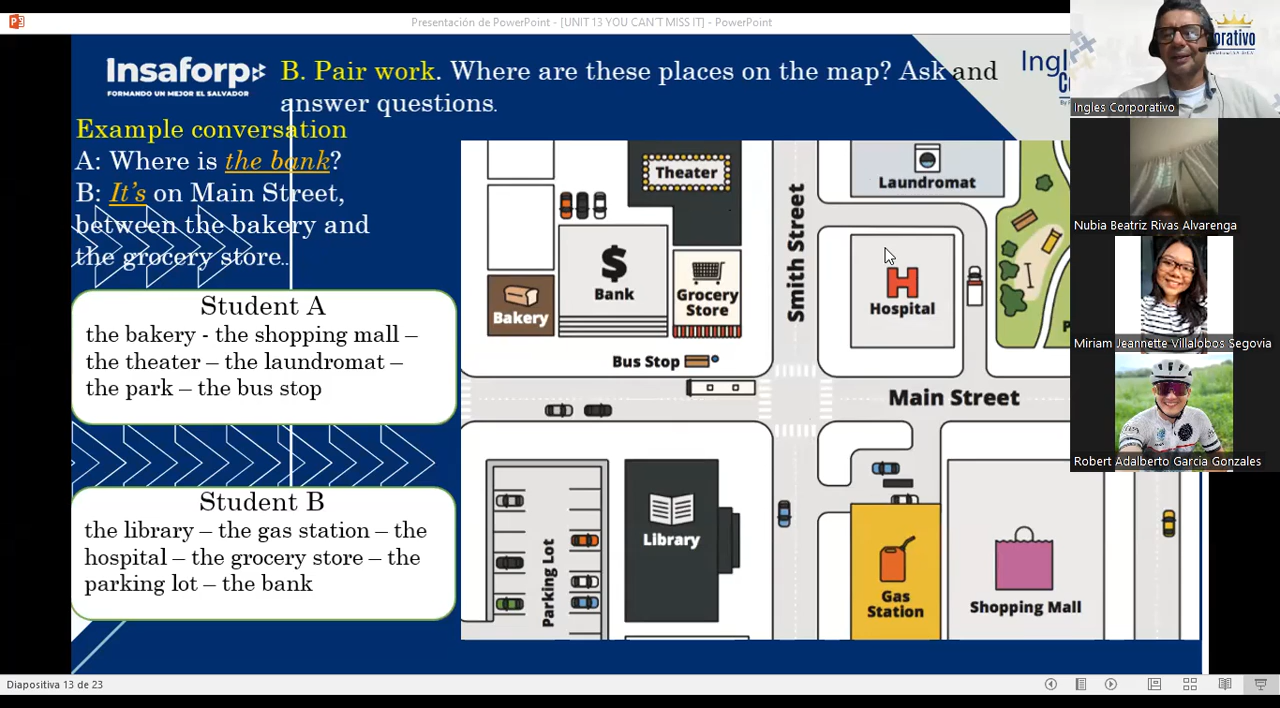 Presentación de PowerPoint - [UNIT 13 YOU CAN´T MISS IT] - PowerPoint
Insaforp
FORMANDO UN MEJOR EL SALVADOR
B. Pair work. Where are these places on the map? Ask and
answer questions.
Example conversation
A: Where is the bank?
B: It's on Main Street,
between the bakery and
the grocery store..
Student A
the bakery - the shopping mall –
the theater – the laundromat –
the park – the bus stop
Student B
the library – the gas station – the
hospital – the grocery store – the
parking lot – the bank
Theater
Laundromat
Smith Street
$
Bank
Bakery
Grocery
Store
H
Hospital
Bus Stop
Main Street
Parking Lot
Library
Gas
Station
Shopping Mall
Ingles Corporativo
Nubia Beatriz Rivas Alvarenga
Miriam Jeannette Villalobos Segovia
Robert Adalberto Garcia Gonzales
Diapositiva 13 de 23